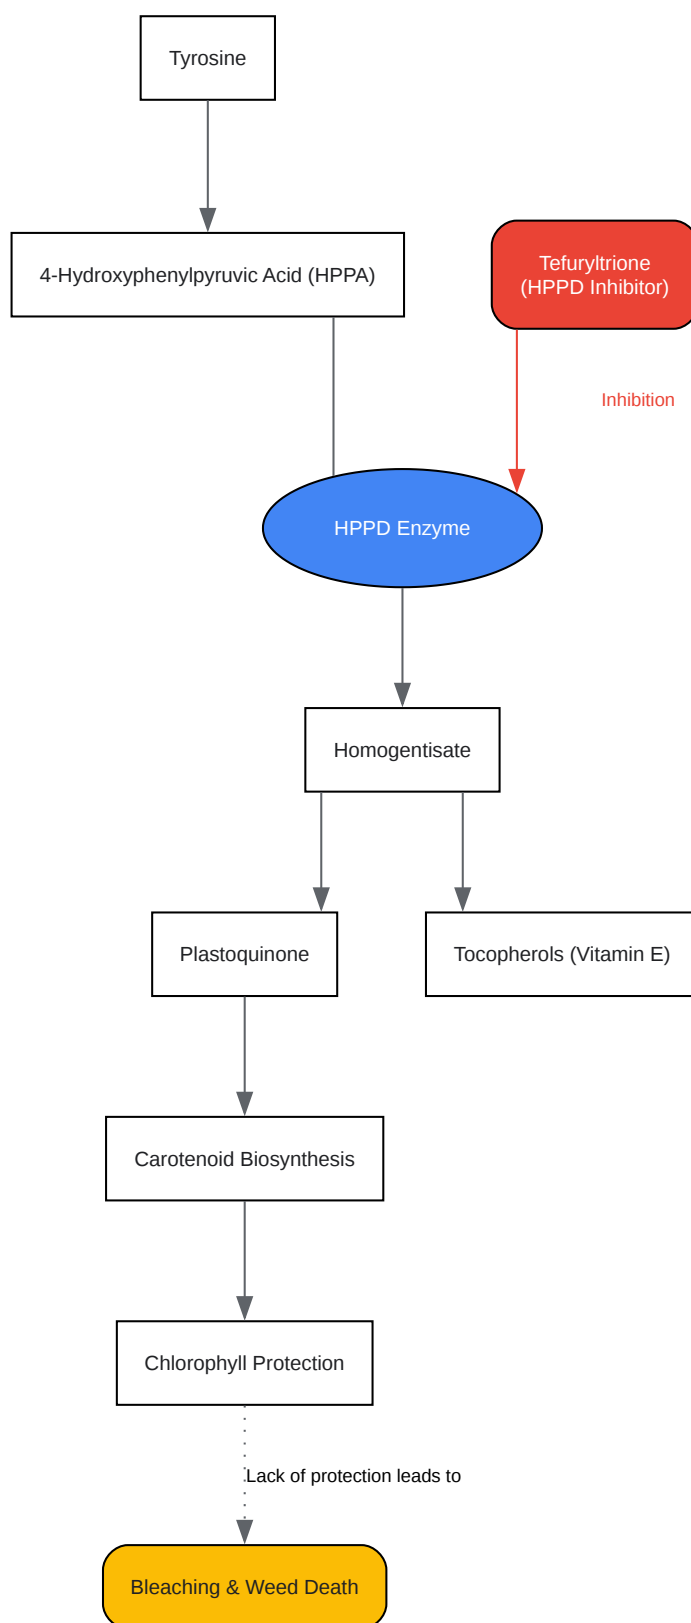 Tyrosine
4-Hydroxyphenylpyruvic Acid (HPPA)
Tefuryltrione
(HPPD Inhibitor)
Inhibition
HPPD Enzyme
Homogentisate
Plastoquinone
Tocopherols (Vitamin E)
Carotenoid Biosynthesis
Chlorophyll Protection
Lack of protection leads to
Bleaching & Weed Death